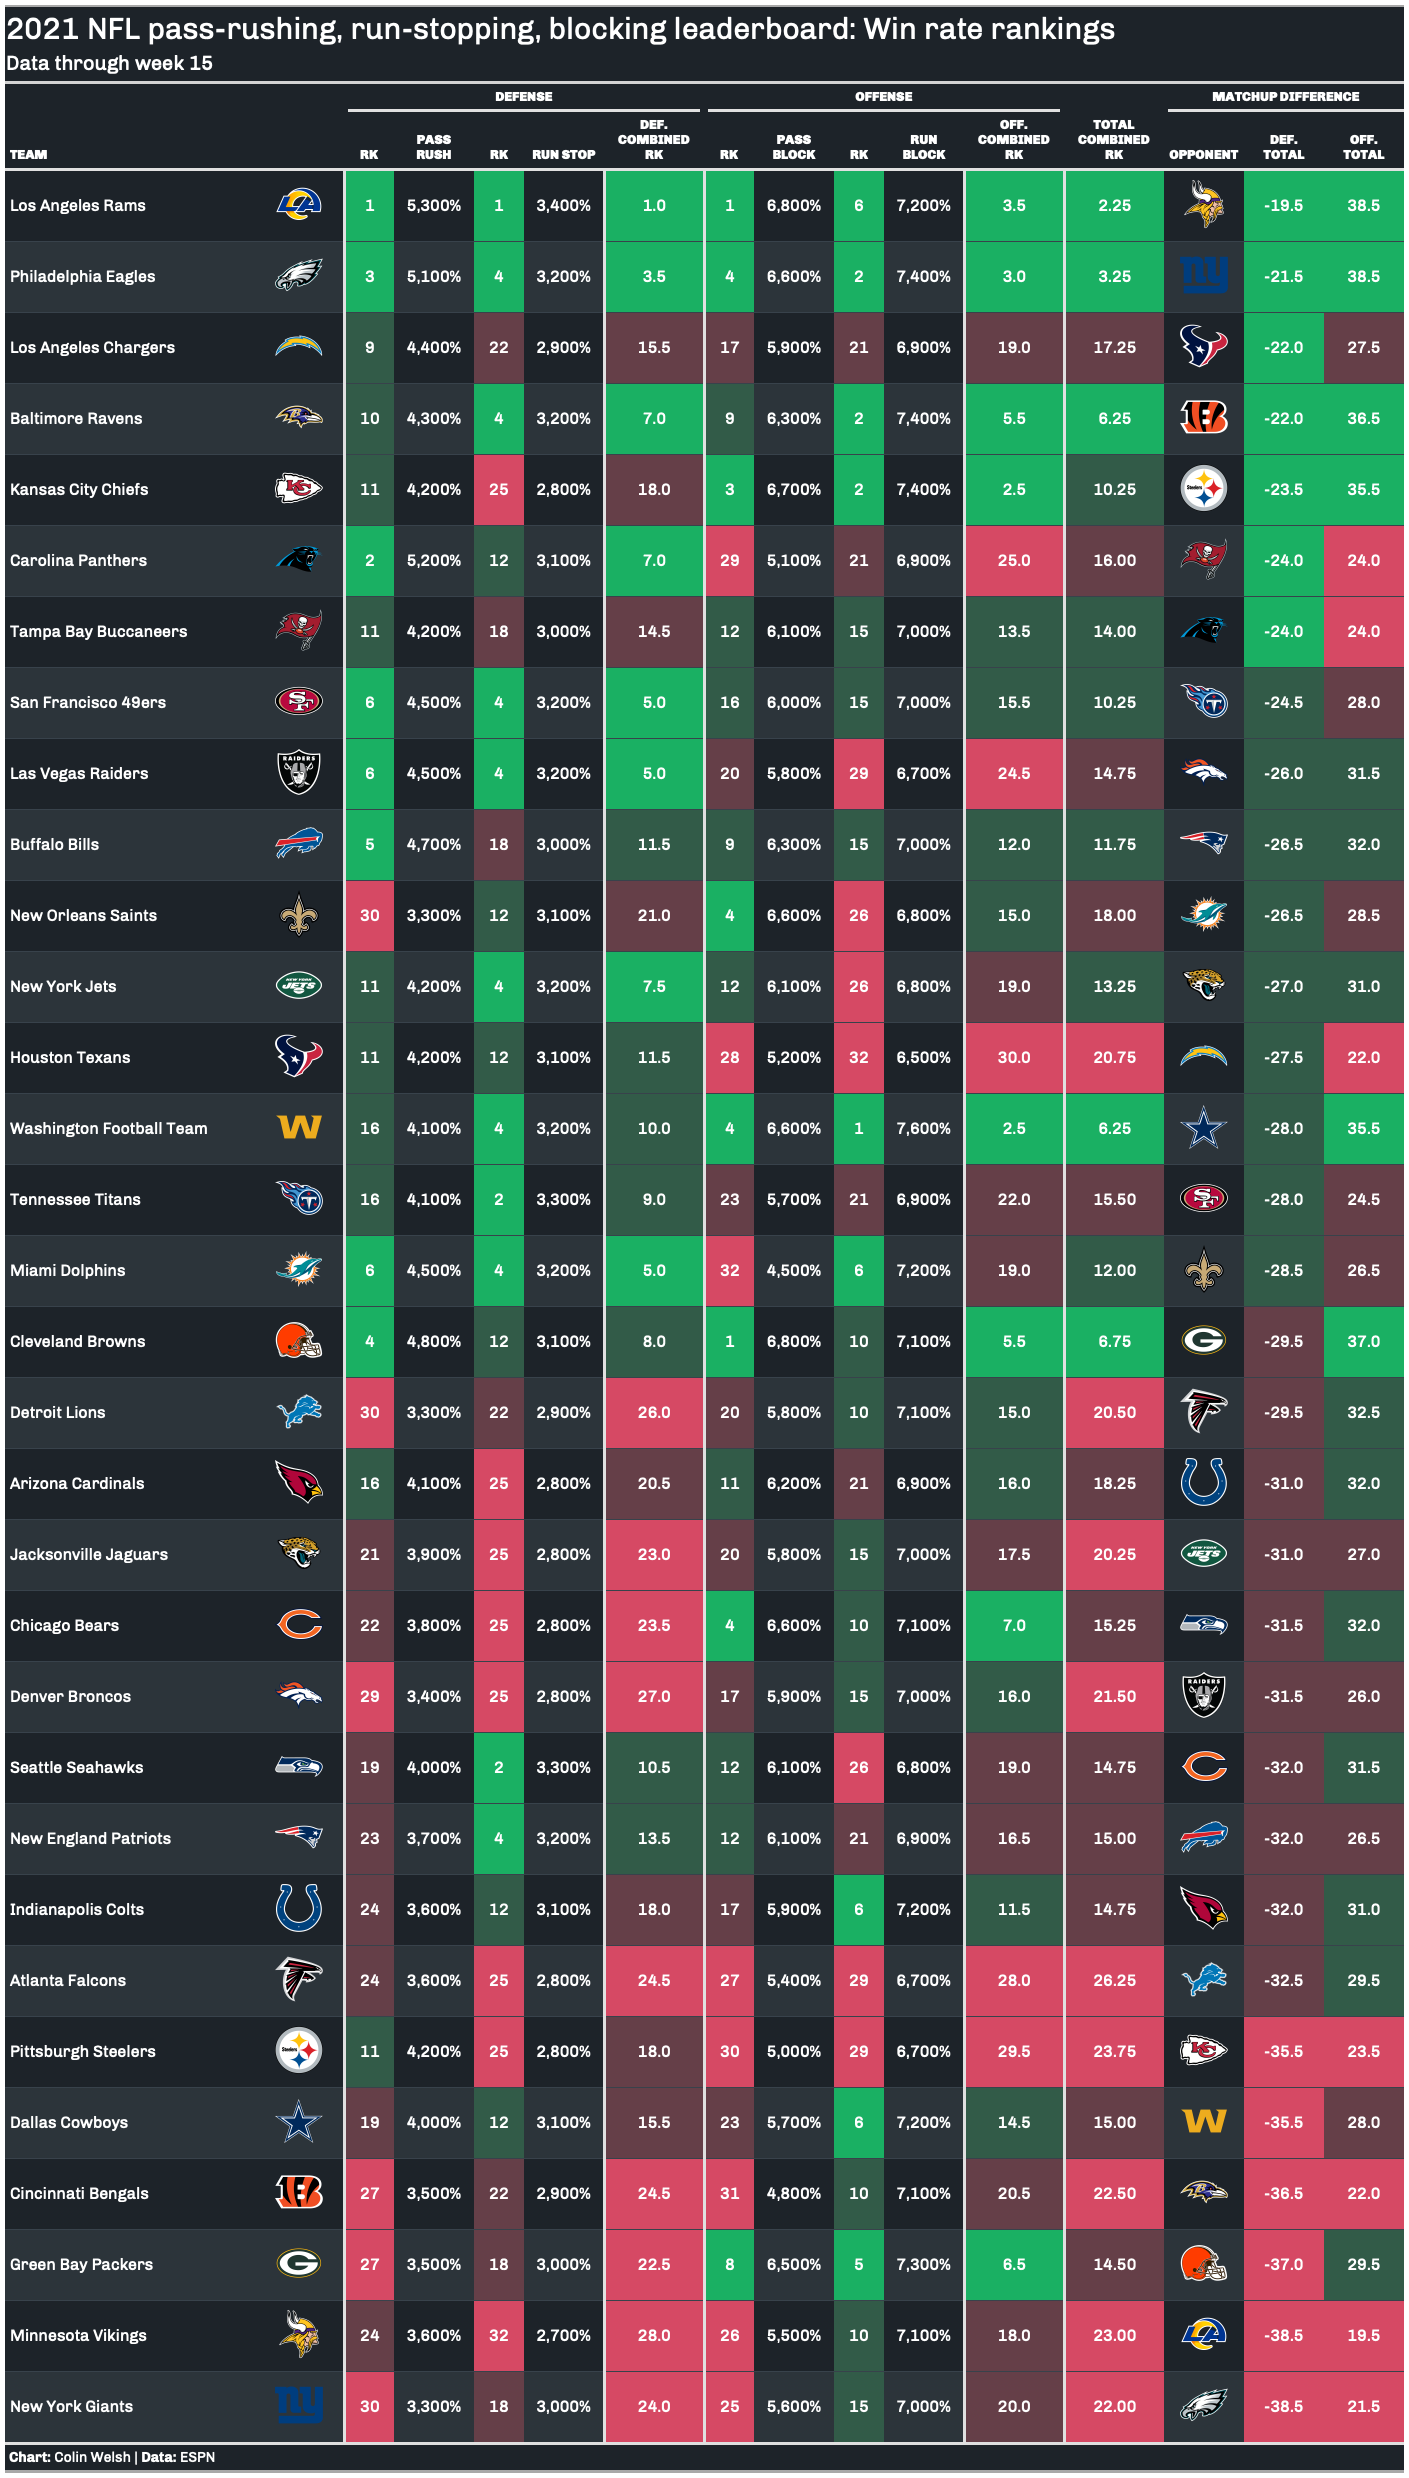 2021 NFL pass-rushing, run-stopping, blocking leaderboard: Win rate rankings
Data through week 15
DEFENSE OFFENSE MATCHUP DIFFERENCE
TEAM RK PASS RUSH RK RUN STOP DEF. COMBINED RK RK PASS BLOCK RK RUN BLOCK OFF. COMBINED RK TOTAL COMBINED RK OPPONENT DEF. TOTAL OFF. TOTAL
Los Angeles Rams 1 5,300% 1 3,400% 1.0 1 6,800% 6 7,200% 3.5 2.25 -19.5 38.5
Philadelphia Eagles 3 5,100% 4 3,200% 3.5 4 6,600% 2 7,400% 3.0 3.25 ny -21.5 38.5
Los Angeles Chargers 9 4,400% 22 2,900% 15.5 17 5,900% 21 6,900% 19.0 17.25 -22.0 27.5
Baltimore Ravens 10 4,300% 4 3,200% 7.0 9 6,300% 2 7,400% 5.5 6.25 -22.0 36.5
Kansas City Chiefs KC 11 4,200% 25 2,800% 18.0 3 6,700% 2 7,400% 2.5 10.25 Steelers -23.5 35.5
Carolina Panthers 2 5,200% 12 3,100% 7.0 29 5,100% 21 6,900% 25.0 16.00 -24.0 24.0
Tampa Bay Buccaneers 11 4,200% 18 3,000% 14.5 12 6,100% 15 7,000% 13.5 14.00 -24.0 24.0
San Francisco 49ers SF 6 4,500% 4 3,200% 5.0 16 6,000% 15 7,000% 15.5 10.25 T -24.5 28.0
Las Vegas Raiders RAIDERS 6 4,500% 4 3,200% 5.0 20 5,800% 29 6,700% 24.5 14.75 -26.0 31.5
Buffalo Bills 5 4,700% 18 3,000% 11.5 9 6,300% 15 7,000% 12.0 11.75 -26.5 32.0
New Orleans Saints 30 3,300% 12 3,100% 21.0 4 6,600% 26 6,800% 15.0 18.00 -26.5 28.5
New York Jets NEW YORK JETS 11 4,200% 4 3,200% 7.5 12 6,100% 26 6,800% 19.0 13.25 -27.0 31.0
Houston Texans 11 4,200% 12 3,100% 11.5 28 5,200% 32 6,500% 30.0 20.75 -27.5 22.0
Washington Football Team W 16 4,100% 4 3,200% 10.0 4 6,600% 1 7,600% 2.5 6.25 -28.0 35.5
Tennessee Titans T 16 4,100% 2 3,300% 9.0 23 5,700% 21 6,900% 22.0 15.50 SF -28.0 24.5
Miami Dolphins 6 4,500% 4 3,200% 5.0 32 4,500% 6 7,200% 19.0 12.00 -28.5 26.5
Cleveland Browns 4 4,800% 12 3,100% 8.0 1 6,800% 10 7,100% 5.5 6.75 G -29.5 37.0
Detroit Lions 30 3,300% 22 2,900% 26.0 20 5,800% 10 7,100% 15.0 20.50 -29.5 32.5
Arizona Cardinals 16 4,100% 25 2,800% 20.5 11 6,200% 21 6,900% 16.0 18.25 -31.0 32.0
Jacksonville Jaguars 21 3,900% 25 2,800% 23.0 20 5,800% 15 7,000% 17.5 20.25 NEW YORK JETS -31.0 27.0
Chicago Bears C 22 3,800% 25 2,800% 23.5 4 6,600% 10 7,100% 7.0 15.25 -31.5 32.0
Denver Broncos 29 3,400% 25 2,800% 27.0 17 5,900% 15 7,000% 16.0 21.50 RAIDERS -31.5 26.0
Seattle Seahawks 19 4,000% 2 3,300% 10.5 12 6,100% 26 6,800% 19.0 14.75 C -32.0 31.5
New England Patriots 23 3,700% 4 3,200% 13.5 12 6,100% 21 6,900% 16.5 15.00 -32.0 26.5
Indianapolis Colts 24 3,600% 12 3,100% 18.0 17 5,900% 6 7,200% 11.5 14.75 -32.0 31.0
Atlanta Falcons 24 3,600% 25 2,800% 24.5 27 5,400% 29 6,700% 28.0 26.25 -32.5 29.5
Pittsburgh Steelers Steelers 11 4,200% 25 2,800% 18.0 30 5,000% 29 6,700% 29.5 23.75 KC -35.5 23.5
Dallas Cowboys 19 4,000% 12 3,100% 15.5 23 5,700% 6 7,200% 14.5 15.00 W -35.5 28.0
Cincinnati Bengals 27 3,500% 22 2,900% 24.5 31 4,800% 10 7,100% 20.5 22.50 -36.5 22.0
Green Bay Packers G 27 3,500% 18 3,000% 22.5 8 6,500% 5 7,300% 6.5 14.50 -37.0 29.5
Minnesota Vikings 24 3,600% 32 2,700% 28.0 26 5,500% 10 7,100% 18.0 23.00 LA -38.5 19.5
New York Giants ny 30 3,300% 18 3,000% 24.0 25 5,600% 15 7,000% 20.0 22.00 -38.5 21.5
Chart: Colin Welsh | Data: ESPN